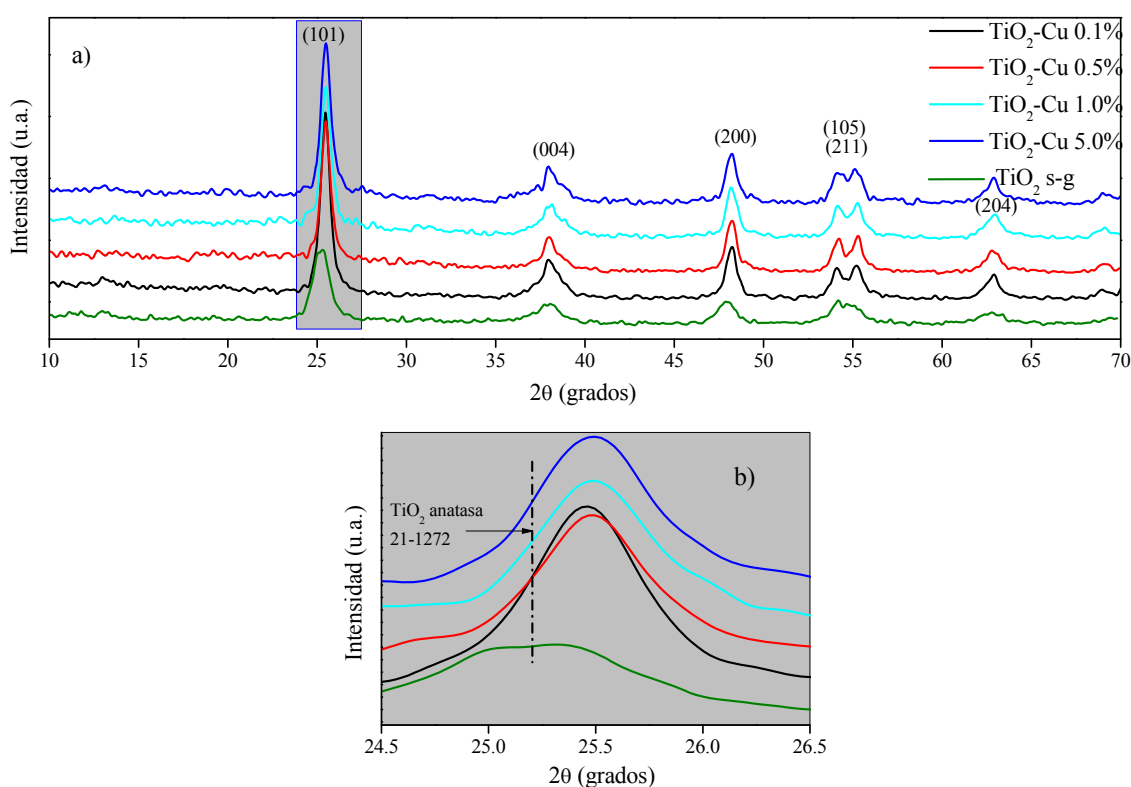 a)
(101)
(004)
(200)
(105)
(211)
(204)
TiO2-Cu 0.1%
TiO2-Cu 0.5%
TiO2-Cu 1.0%
TiO2-Cu 5.0%
TiO2 s-g
Intensidad (u.a.)
10 15 20 25 30 35 40 45 50 55 60 65 70
2θ (grados)
b)
TiO2 anatasa
21-1272
Intensidad (u.a.)
24.5 25.0 25.5 26.0 26.5
2θ (grados)